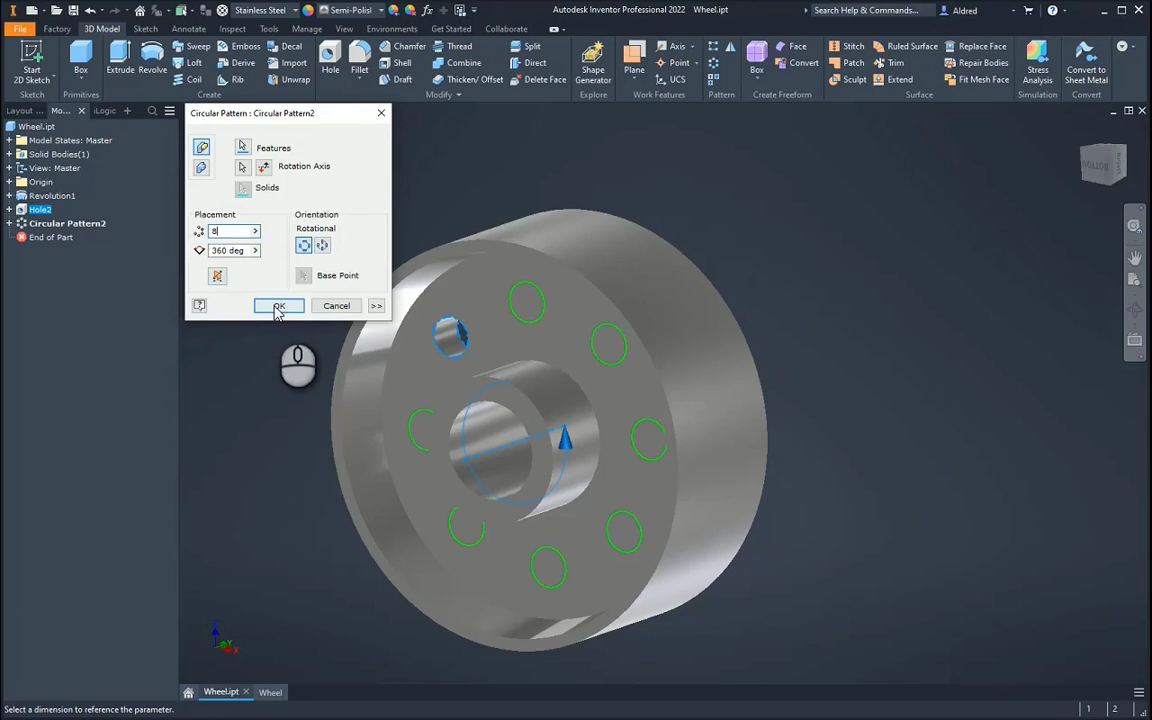 Stainless Steel
Semi-Polisl
fx
Autodesk Inventor Professional 2022 Wheel.ipt
Search Help & Commands...
Aldred
File Factory 3D Model Sketch Annotate Inspect Tools Manage View Environments Get Started Collaborate
Start
2D Sketch
Box
Extrude
Revolve
Sweep
Emboss
Decal
Loft
Derive
Import
Coil
Rib
Unwrap
Hole
Fillet
Chamfer
Thread
Split
Shell
Combine
Direct
Draft
Thicken/ Offset
Delete Face
Shape
Generator
Plane
Axis
Point
UCS
Box
Face
Convert
Stitch
Ruled Surface
Replace Face
Patch
Trim
Repair Bodies
Sculpt
Extend
Fit Mesh Face
Stress
Analysis
Convert to
Sheet Metal
Sketch Primitives Create Modify Explore Work Features Pattern Create Freeform Surface Simulation Convert
Layout ... Mo... × iLogic
Wheel.ipt
Model States: Master
Solid Bodies(1)
View: Master
Origin
Revolution1
Hole2
Circular Pattern2
End of Part
Circular Pattern : Circular Pattern2
Features
Rotation Axis
Solids
Placement
8
360 deg
Orientation
Rotational
Base Point
OK
Cancel
>>
BOTTOM
Wheel.ipt × Wheel
Select a dimension to reference the parameter.
1 2